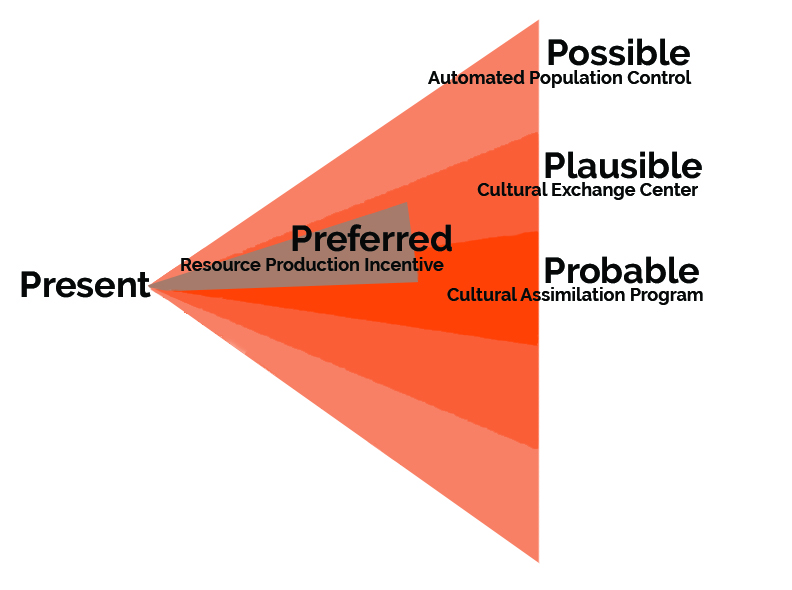 Possible
Automated Population Control
Plausible
Cultural Exchange Center
Preferred
Resource Production Incentive
Present
Probable
Cultural Assimilation Program